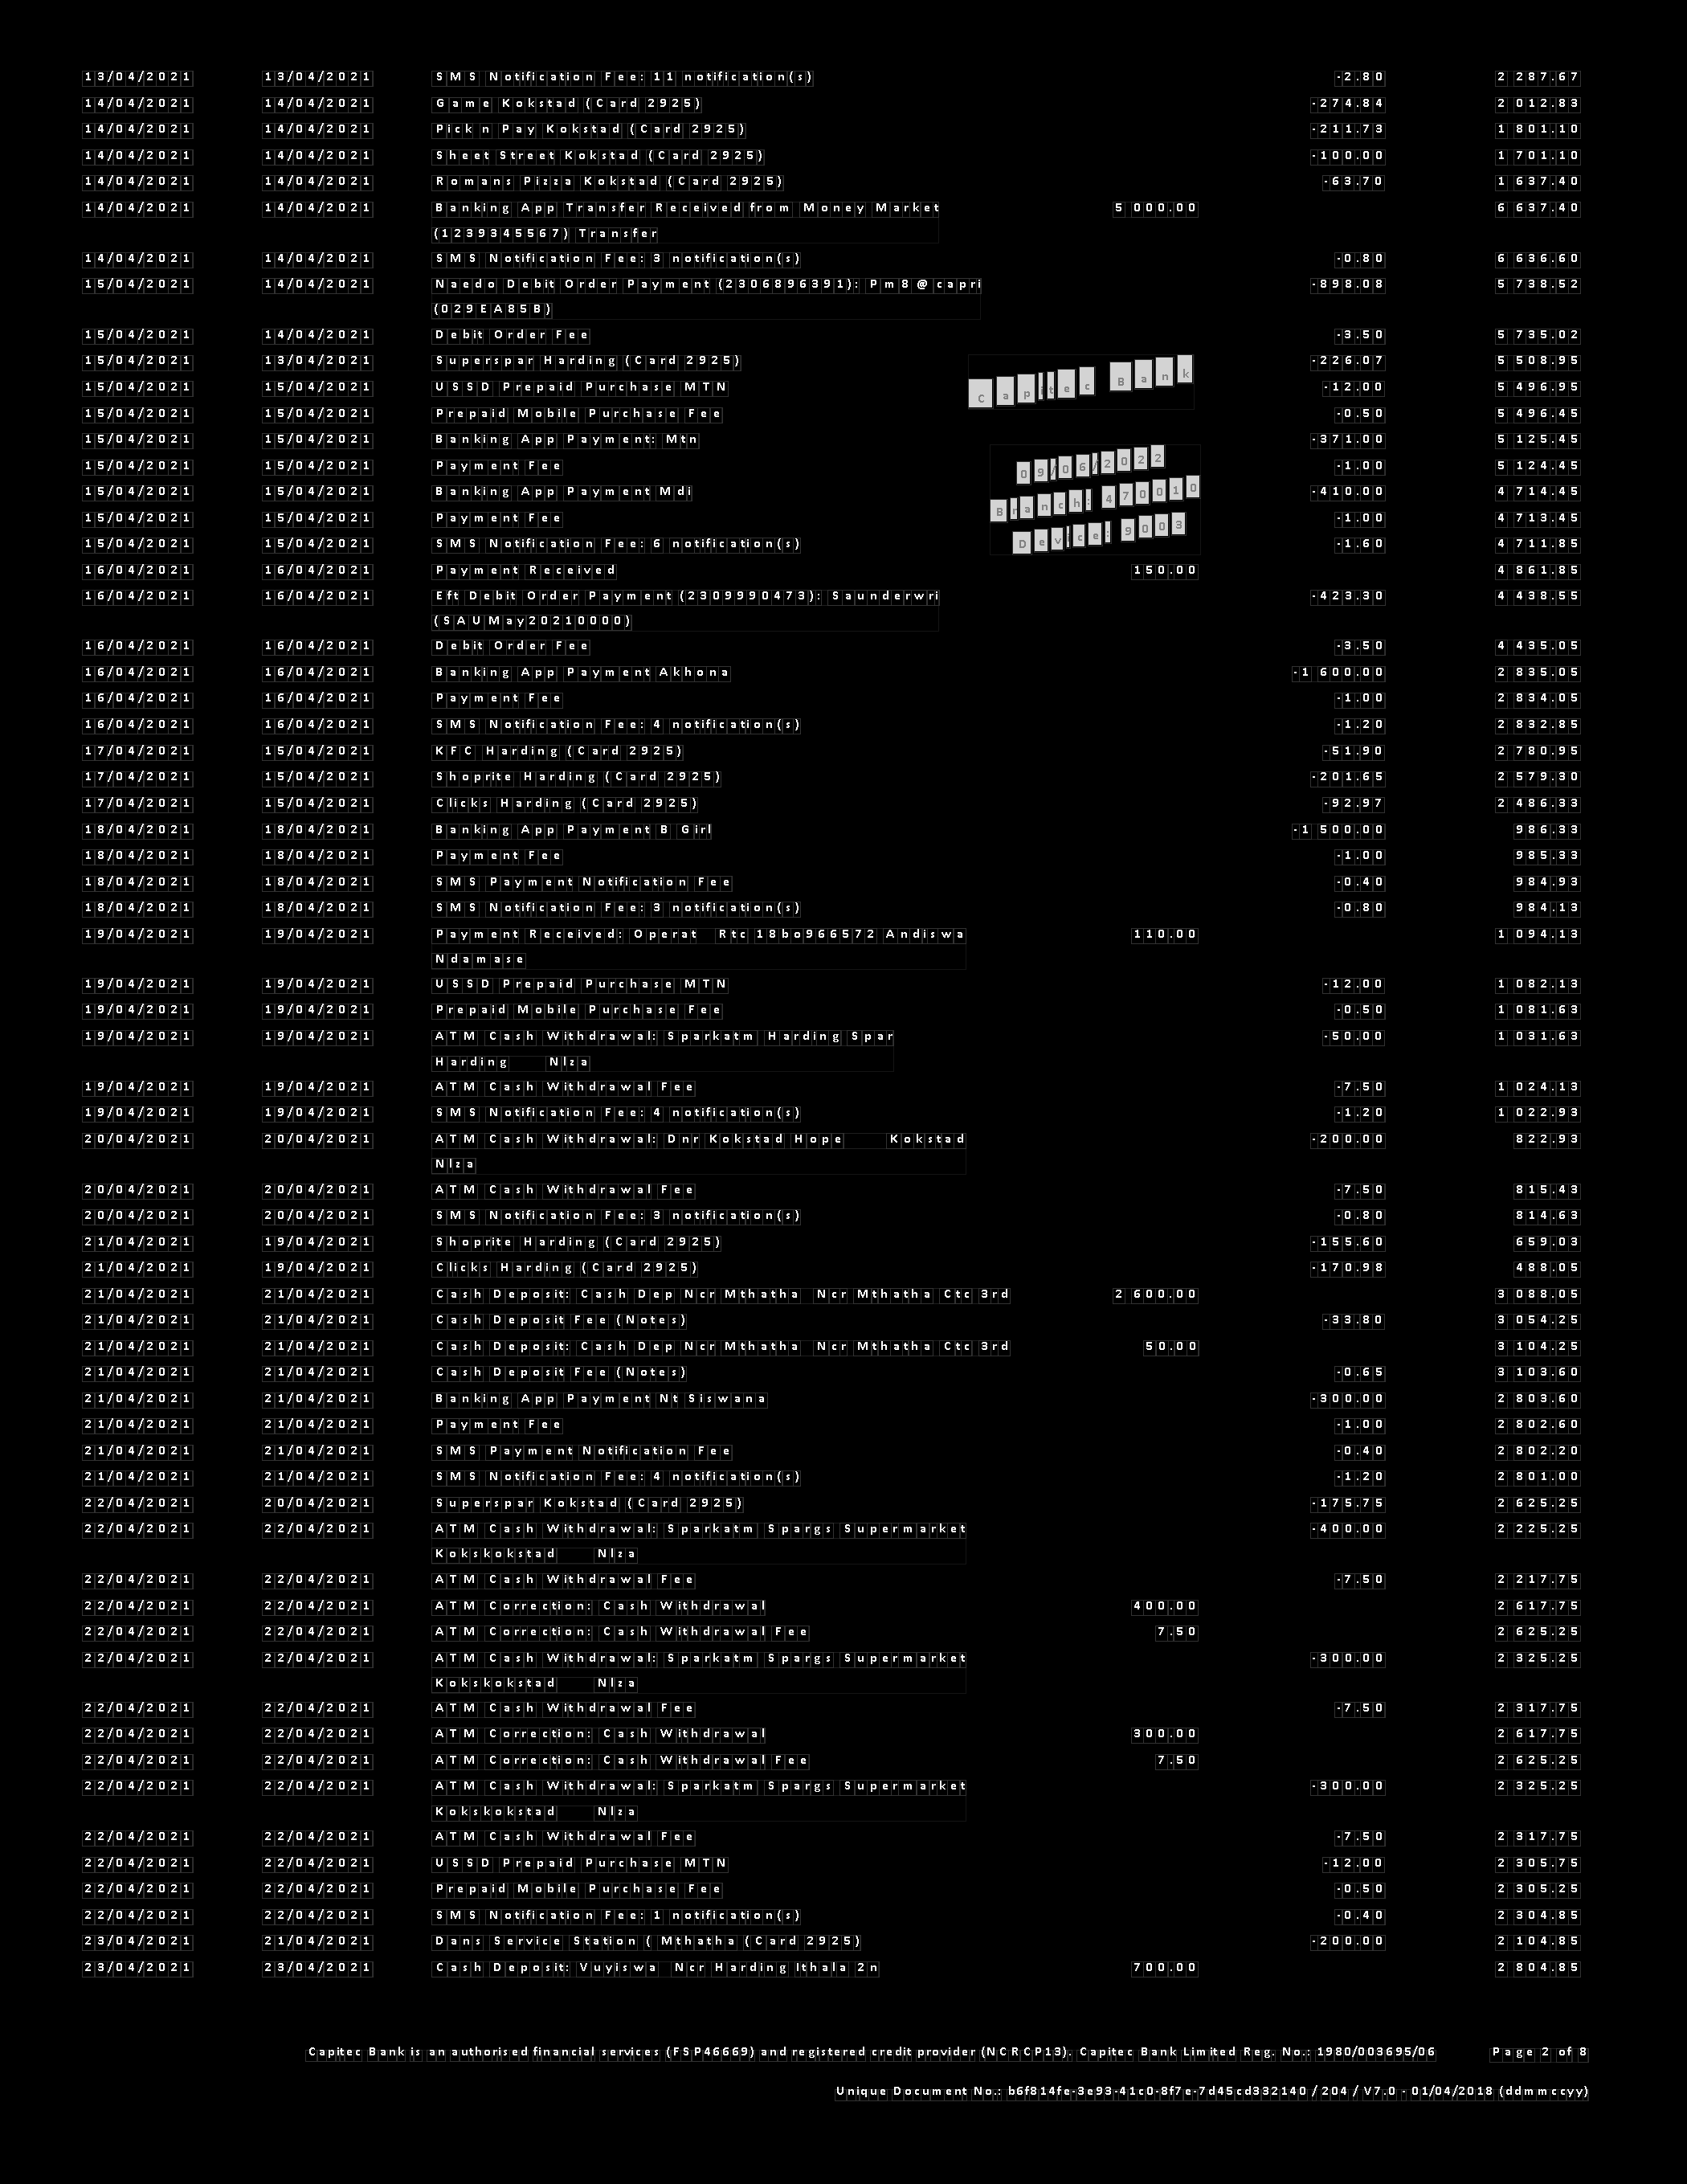 13/04/2021 13/04/2021 SMS Notification Fee: 11 notification(s) -2.80 2 287.67
14/04/2021 14/04/2021 Game Kokstad (Card 2925) -274.84 2 012.83
14/04/2021 14/04/2021 Pick n Pay Kokstad (Card 2925) -211.73 1 801.10
14/04/2021 14/04/2021 Sheet Street Kokstad (Card 2925) -100.00 1 701.10
14/04/2021 14/04/2021 Romans Pizza Kokstad (Card 2925) -63.70 1 637.40
14/04/2021 14/04/2021 Banking App Transfer Received from Money Market 5 000.00 6 637.40
(1239345567) Transfer
14/04/2021 14/04/2021 SMS Notification Fee: 3 notification(s) -0.80 6 636.60
15/04/2021 14/04/2021 Naedo Debit Order Payment (2306896391): Pm8@capri -898.08 5 738.52
(029EA85B)
15/04/2021 14/04/2021 Debit Order Fee -3.50 5 735.02
15/04/2021 13/04/2021 Superspar Harding (Card 2925) -226.07 5 508.95
Capitec Bank
15/04/2021 15/04/2021 USSD Prepaid Purchase MTN -12.00 5 496.95
15/04/2021 15/04/2021 Prepaid Mobile Purchase Fee -0.50 5 496.45
15/04/2021 15/04/2021 Banking App Payment: Mtn -371.00 5 125.45
09/06/2022
15/04/2021 15/04/2021 Payment Fee -1.00 5 124.45
15/04/2021 15/04/2021 Banking App Payment Mdi -410.00 4 714.45
Branch: 470010
15/04/2021 15/04/2021 Payment Fee -1.00 4 713.45
Device: 9003
15/04/2021 15/04/2021 SMS Notification Fee: 6 notification(s) -1.60 4 711.85
16/04/2021 16/04/2021 Payment Received 150.00 4 861.85
16/04/2021 16/04/2021 Eft Debit Order Payment (2309990473): Saunderwri -423.30 4 438.55
(SAUMay20210000)
16/04/2021 16/04/2021 Debit Order Fee -3.50 4 435.05
16/04/2021 16/04/2021 Banking App Payment Akhona -1 600.00 2 835.05
16/04/2021 16/04/2021 Payment Fee -1.00 2 834.05
16/04/2021 16/04/2021 SMS Notification Fee: 4 notification(s) -1.20 2 832.85
17/04/2021 15/04/2021 KFC Harding (Card 2925) -51.90 2 780.95
17/04/2021 15/04/2021 Shoprite Harding (Card 2925) -201.65 2 579.30
17/04/2021 15/04/2021 Clicks Harding (Card 2925) -92.97 2 486.33
18/04/2021 18/04/2021 Banking App Payment B Girl -1 500.00 986.33
18/04/2021 18/04/2021 Payment Fee -1.00 985.33
18/04/2021 18/04/2021 SMS Payment Notification Fee -0.40 984.93
18/04/2021 18/04/2021 SMS Notification Fee: 3 notification(s) -0.80 984.13
19/04/2021 19/04/2021 Payment Received: Operat Rtc 18bo966572 Andiswa 110.00 1 094.13
Ndamase
19/04/2021 19/04/2021 USSD Prepaid Purchase MTN -12.00 1 082.13
19/04/2021 19/04/2021 Prepaid Mobile Purchase Fee -0.50 1 081.63
19/04/2021 19/04/2021 ATM Cash Withdrawal: Sparkatm Harding Spar -50.00 1 031.63
Harding Nlza
19/04/2021 19/04/2021 ATM Cash Withdrawal Fee -7.50 1 024.13
19/04/2021 19/04/2021 SMS Notification Fee: 4 notification(s) -1.20 1 022.93
20/04/2021 20/04/2021 ATM Cash Withdrawal: Dnr Kokstad Hope Kokstad -200.00 822.93
Nlza
20/04/2021 20/04/2021 ATM Cash Withdrawal Fee -7.50 815.43
20/04/2021 20/04/2021 SMS Notification Fee: 3 notification(s) -0.80 814.63
21/04/2021 19/04/2021 Shoprite Harding (Card 2925) -155.60 659.03
21/04/2021 19/04/2021 Clicks Harding (Card 2925) -170.98 488.05
21/04/2021 21/04/2021 Cash Deposit: Cash Dep Ncr Mthatha Ncr Mthatha Ctc 3rd 2 600.00 3 088.05
21/04/2021 21/04/2021 Cash Deposit Fee (Notes) -33.80 3 054.25
21/04/2021 21/04/2021 Cash Deposit: Cash Dep Ncr Mthatha Ncr Mthatha Ctc 3rd 50.00 3 104.25
21/04/2021 21/04/2021 Cash Deposit Fee (Notes) -0.65 3 103.60
21/04/2021 21/04/2021 Banking App Payment Nt Siswana -300.00 2 803.60
21/04/2021 21/04/2021 Payment Fee -1.00 2 802.60
21/04/2021 21/04/2021 SMS Payment Notification Fee -0.40 2 802.20
21/04/2021 21/04/2021 SMS Notification Fee: 4 notification(s) -1.20 2 801.00
22/04/2021 20/04/2021 Superspar Kokstad (Card 2925) -175.75 2 625.25
22/04/2021 22/04/2021 ATM Cash Withdrawal: Sparkatm Spargs Supermarket -400.00 2 225.25
Kokskokstad Nlza
22/04/2021 22/04/2021 ATM Cash Withdrawal Fee -7.50 2 217.75
22/04/2021 22/04/2021 ATM Correction: Cash Withdrawal 400.00 2 617.75
22/04/2021 22/04/2021 ATM Correction: Cash Withdrawal Fee 7.50 2 625.25
22/04/2021 22/04/2021 ATM Cash Withdrawal: Sparkatm Spargs Supermarket -300.00 2 325.25
Kokskokstad Nlza
22/04/2021 22/04/2021 ATM Cash Withdrawal Fee -7.50 2 317.75
22/04/2021 22/04/2021 ATM Correction: Cash Withdrawal 300.00 2 617.75
22/04/2021 22/04/2021 ATM Correction: Cash Withdrawal Fee 7.50 2 625.25
22/04/2021 22/04/2021 ATM Cash Withdrawal: Sparkatm Spargs Supermarket -300.00 2 325.25
Kokskokstad Nlza
22/04/2021 22/04/2021 ATM Cash Withdrawal Fee -7.50 2 317.75
22/04/2021 22/04/2021 USSD Prepaid Purchase MTN -12.00 2 305.75
22/04/2021 22/04/2021 Prepaid Mobile Purchase Fee -0.50 2 305.25
22/04/2021 22/04/2021 SMS Notification Fee: 1 notification(s) -0.40 2 304.85
23/04/2021 21/04/2021 Dans Service Station ( Mthatha (Card 2925) -200.00 2 104.85
23/04/2021 23/04/2021 Cash Deposit: Vuyiswa Ncr Harding Ithala 2n 700.00 2 804.85
Capitec Bank is an authorised financial services (FSP46669) and registered credit provider (NCRCP13). Capitec Bank Limited Reg. No.: 1980/003695/06 Page 2 of 8
Unique Document No.: b6f814fe-3e93-41c0-8f7e-7d45cd332140 / 204 / V7.0 - 01/04/2018 (ddmmccyy)